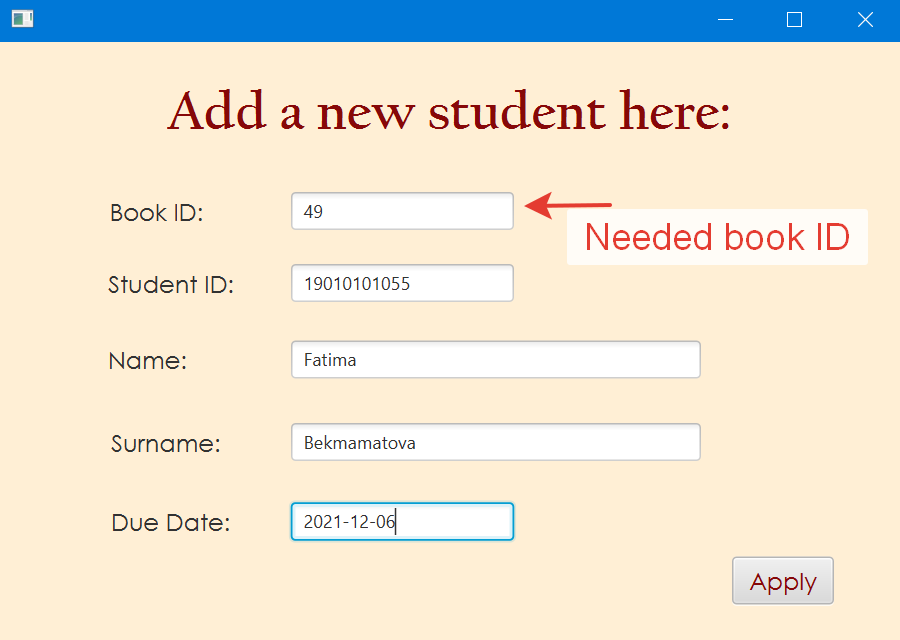 Add a new student here:
Book ID:
49
Needed book ID
Student ID:
19010101055
Name:
Fatima
Surname:
Bekmamatova
Due Date:
2021-12-06
Apply